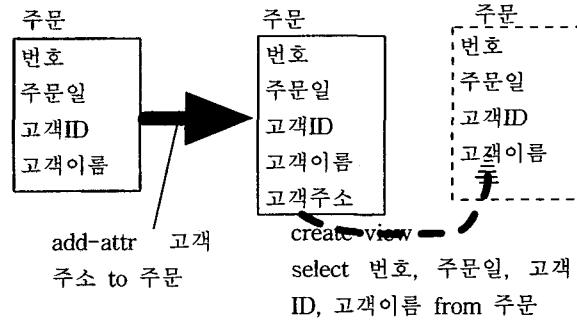 주문
번호
주문일
고객ID
고객이름
주문
번호
주문일
고객ID
고객이름
고객주소
주문
번호
주문일
고객ID
고객이름
add-attr 고객
주소 to 주문
create view
select 번호, 주문일, 고객
ID, 고객이름 from 주문